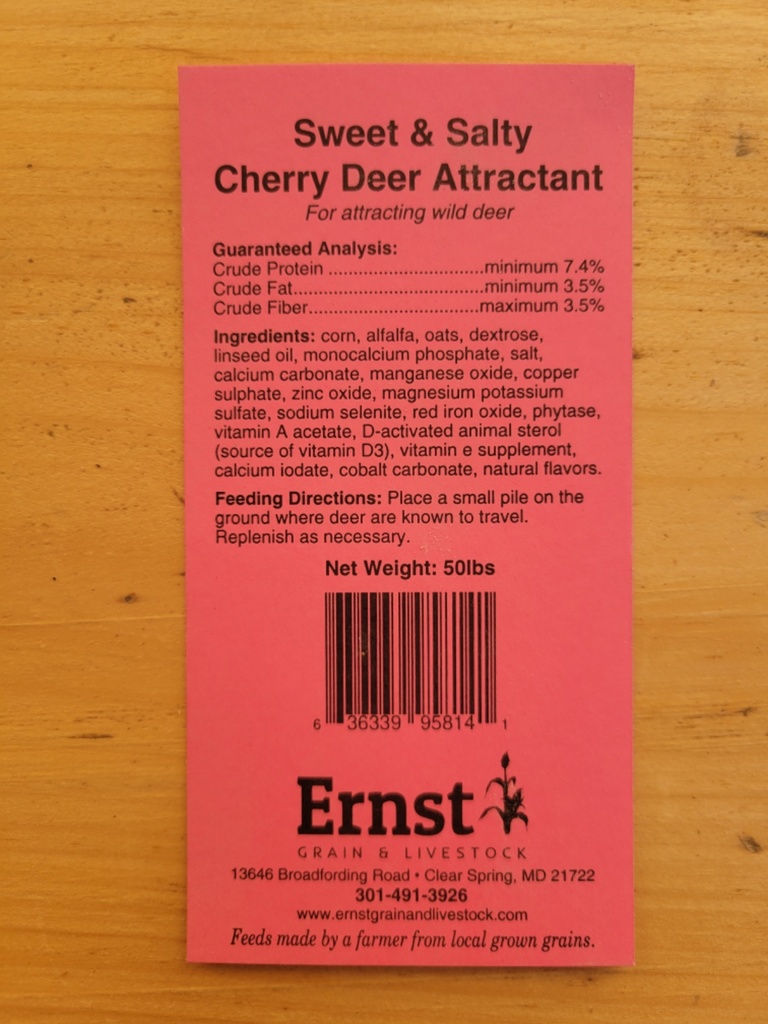 Sweet & Salty
Cherry Deer Attractant
For attracting wild deer
Guaranteed Analysis:
Crude Protein ................................minimum 7.4%
Crude Fat.......................................minimum 3.5%
Crude Fiber...................................maximum 3.5%
Ingredients: corn, alfalfa, oats, dextrose,
linseed oil, monocalcium phosphate, salt,
calcium carbonate, manganese oxide, copper
sulphate, zinc oxide, magnesium potassium
sulfate, sodium selenite, red iron oxide, phytase,
vitamin A acetate, D-activated animal sterol
(source of vitamin D3), vitamin e supplement,
calcium iodate, cobalt carbonate, natural flavors.
Feeding Directions: Place a small pile on the
ground where deer are known to travel.
Replenish as necessary.
Net Weight: 50lbs
6 36339 95814 1
Ernst
GRAIN & LIVESTOCK
13646 Broadfording Road • Clear Spring, MD 21722
301-491-3926
www.ernstgrainandlivestock.com
Feeds made by a farmer from local grown grains.